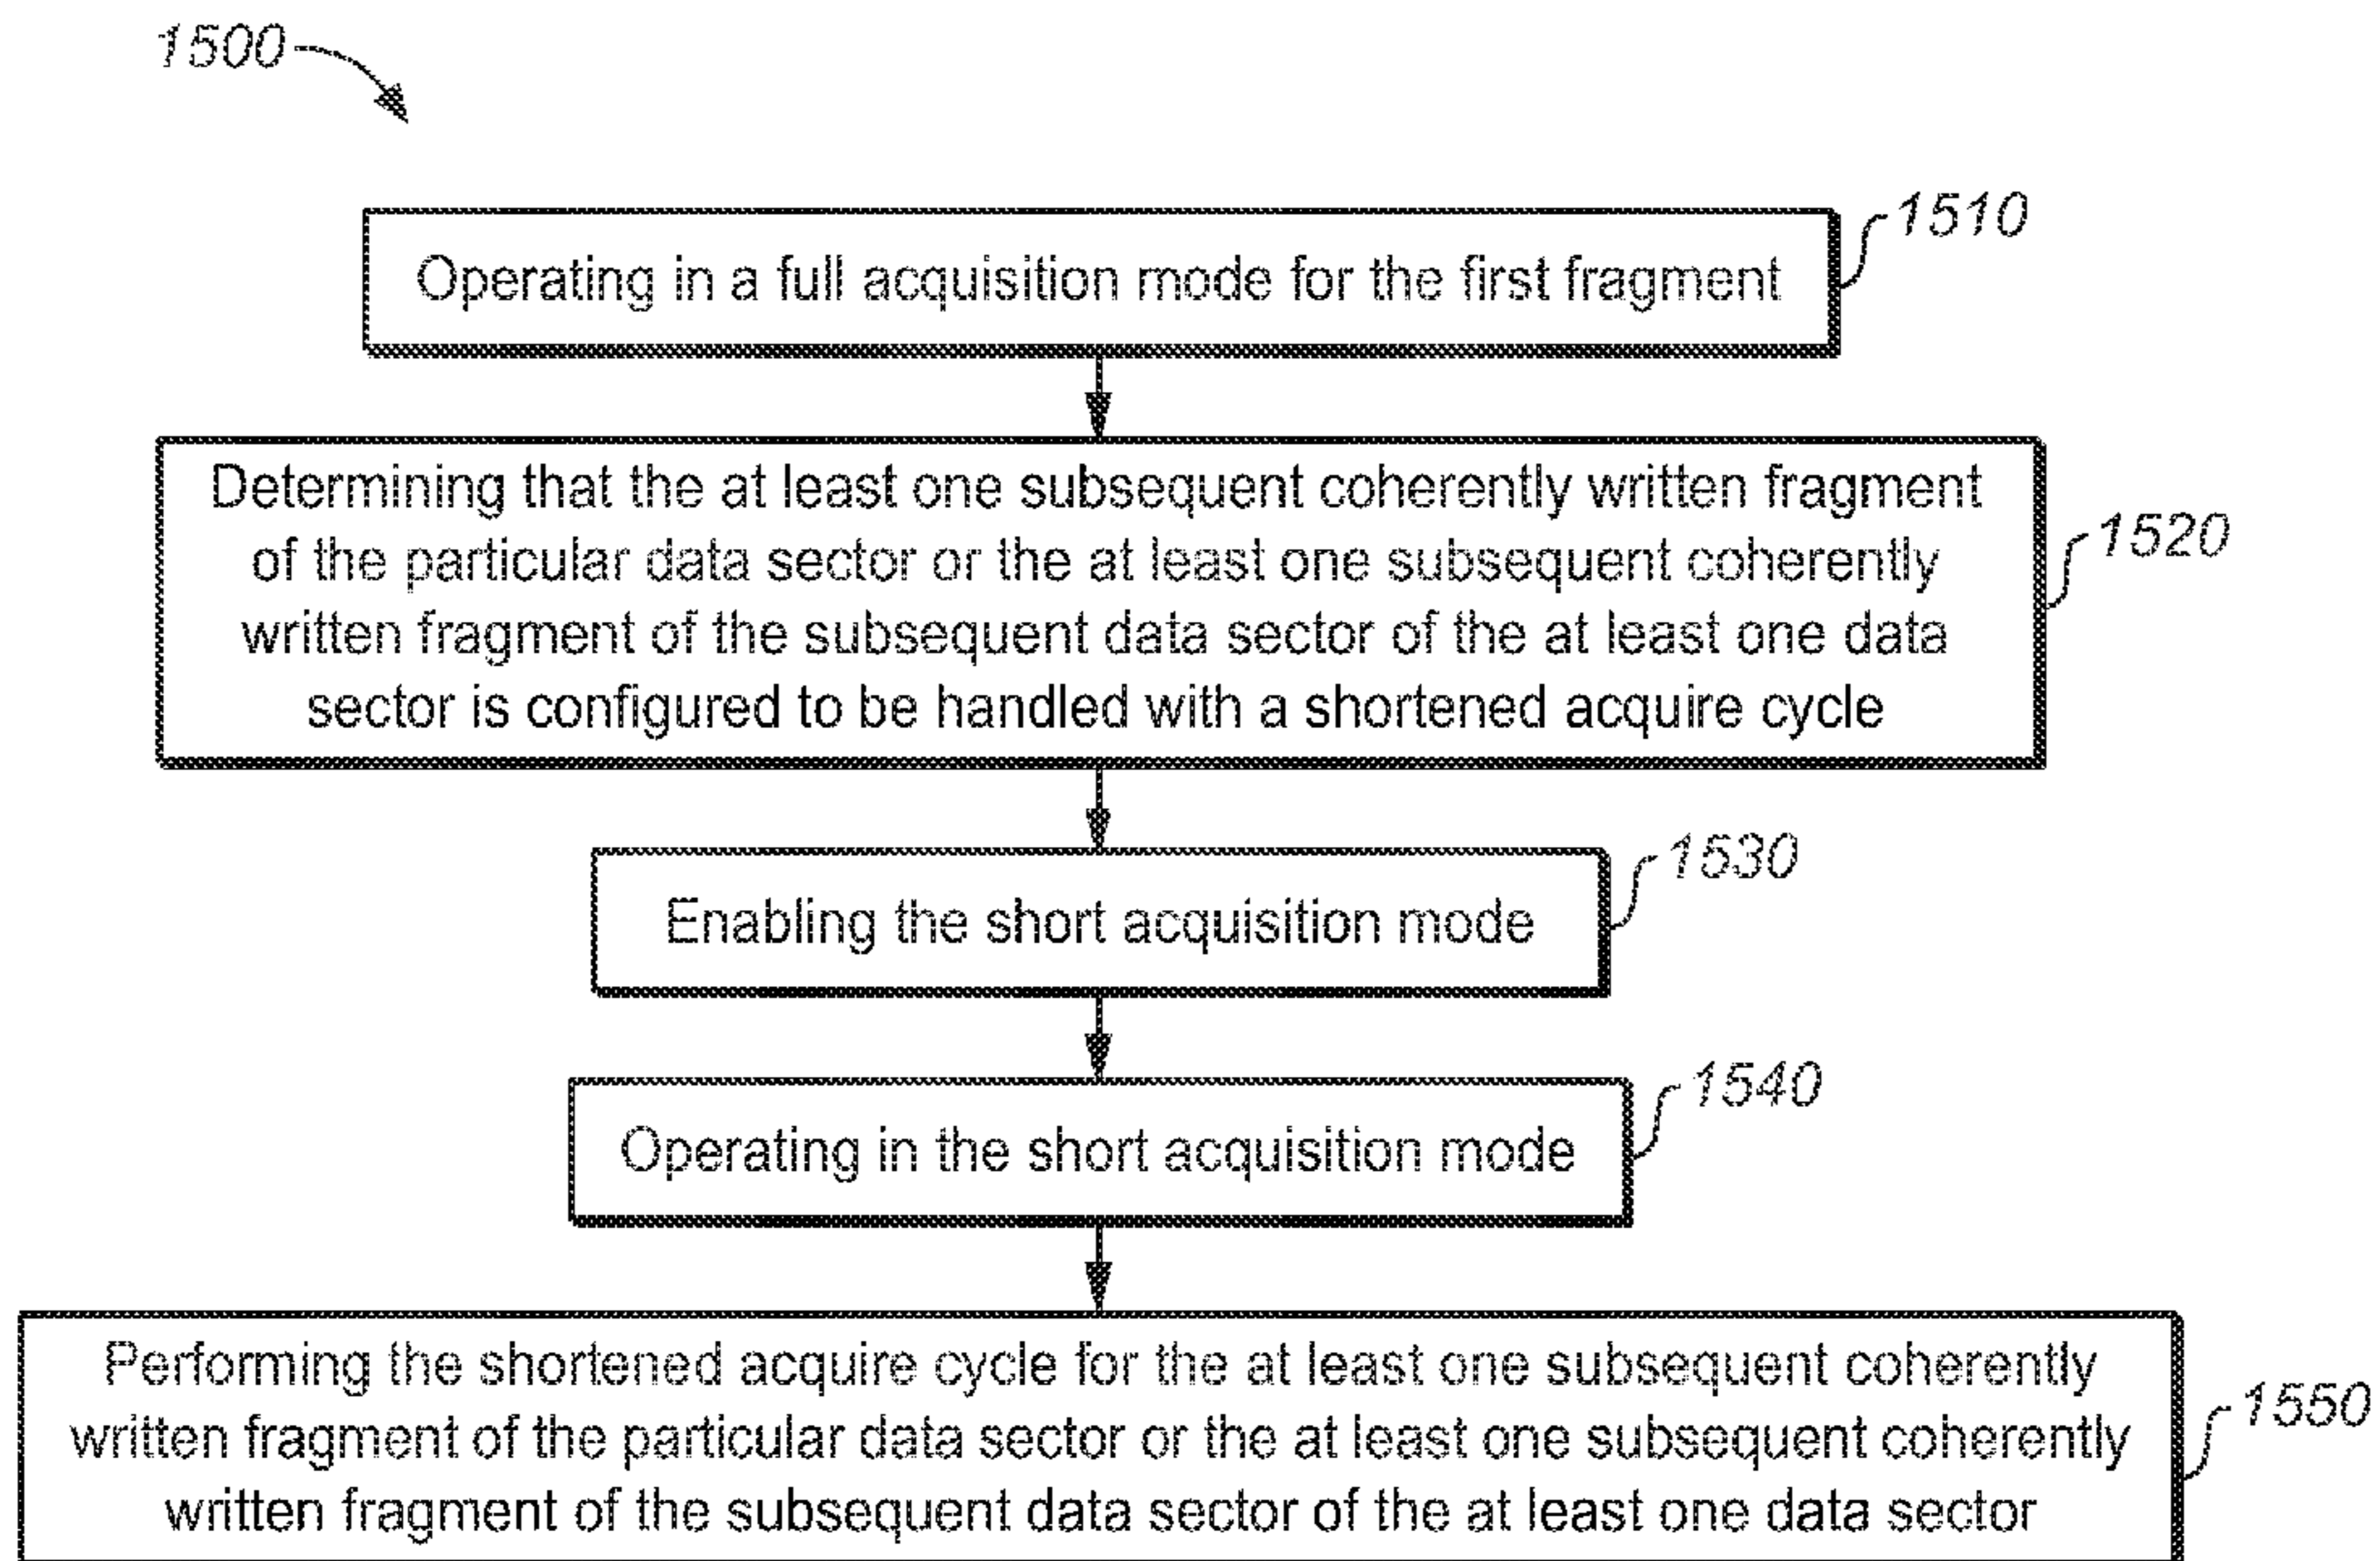 1500
Operating in a full acquisition mode for the first fragment
1510
Determining that the at least one subsequent coherently written fragment
of the particular data sector or the at least one subsequent coherently
written fragment of the subsequent data sector of the at least one data
sector is configured to be handled with a shortened acquire cycle
1520
Enabling the short acquisition mode
1530
Operating in the short acquisition mode
1540
Performing the shortened acquire cycle for the at least one subsequent coherently
written fragment of the particular data sector or the at least one subsequent coherently
written fragment of the subsequent data sector of the at least one data sector
1550